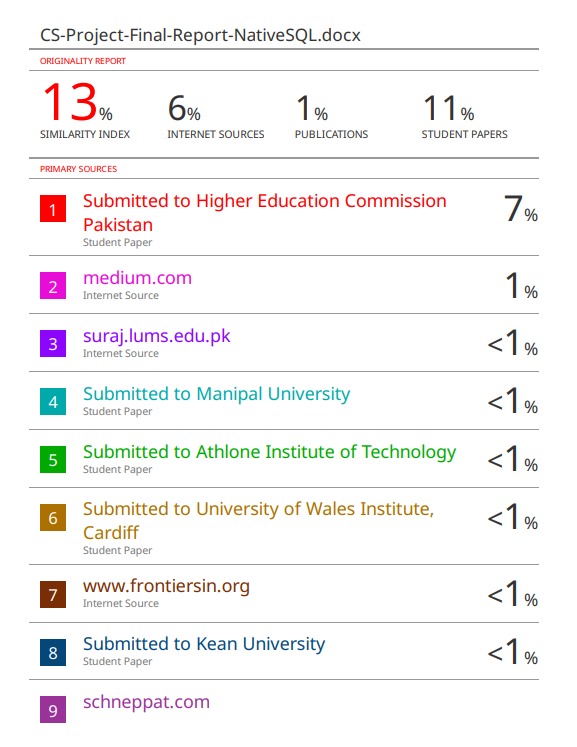 CS-Project-Final-Report-NativeSQL.docx
ORIGINALITY REPORT
13% 6% 1% 11%
SIMILARITY INDEX INTERNET SOURCES PUBLICATIONS STUDENT PAPERS
PRIMARY SOURCES
1 Submitted to Higher Education Commission 7%
Pakistan
Student Paper
2 medium.com 1%
Internet Source
3 suraj.lums.edu.pk <1%
Internet Source
4 Submitted to Manipal University <1%
Student Paper
5 Submitted to Athlone Institute of Technology <1%
Student Paper
6 Submitted to University of Wales Institute, <1%
Cardiff
Student Paper
7 www.frontiersin.org <1%
Internet Source
8 Submitted to Kean University <1%
Student Paper
9 schneppat.com